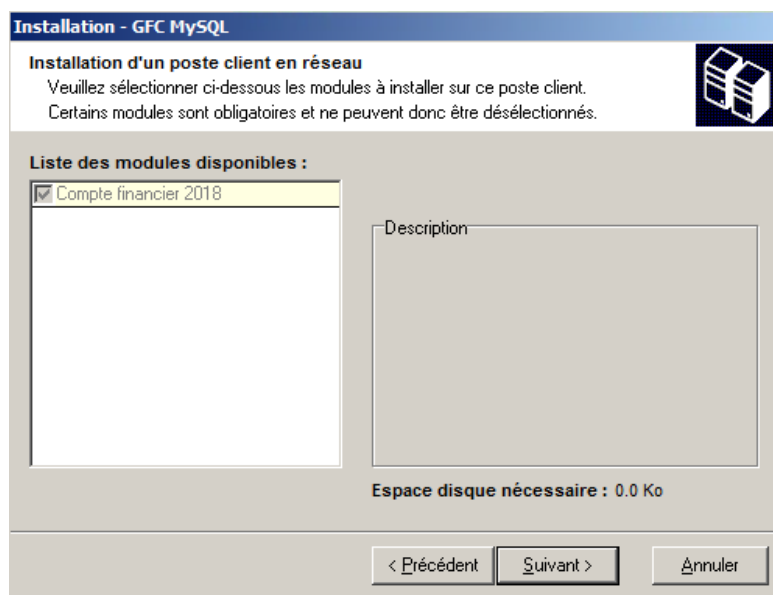 Installation - GFC MySQL
Installation d'un poste client en réseau
Veuillez sélectionner ci-dessous les modules à installer sur ce poste client.
Certains modules sont obligatoires et ne peuvent donc être désélectionnés.
Liste des modules disponibles :
Compte financier 2018
Description
Espace disque nécessaire : 0.0 Ko
< Précédent
Suivant >
Annuler